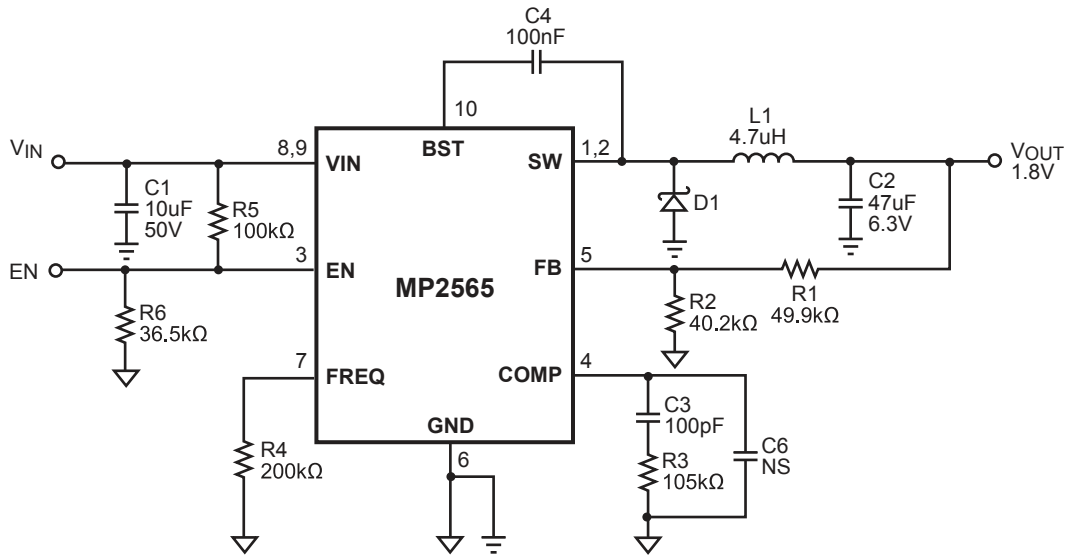 C4
100nF
10
BST
L1
4.7uH
VIN
8,9
VIN
SW
1,2
VOUT
1.8V
C1
10uF
50V
R5
100kΩ
D1
C2
47uF
6.3V
EN
3
EN
MP2565
FB
5
R1
49.9kΩ
R6
36.5kΩ
R2
40.2kΩ
7
FREQ
COMP
4
GND
6
R4
200kΩ
C3
100pF
R3
105kΩ
C6
NS